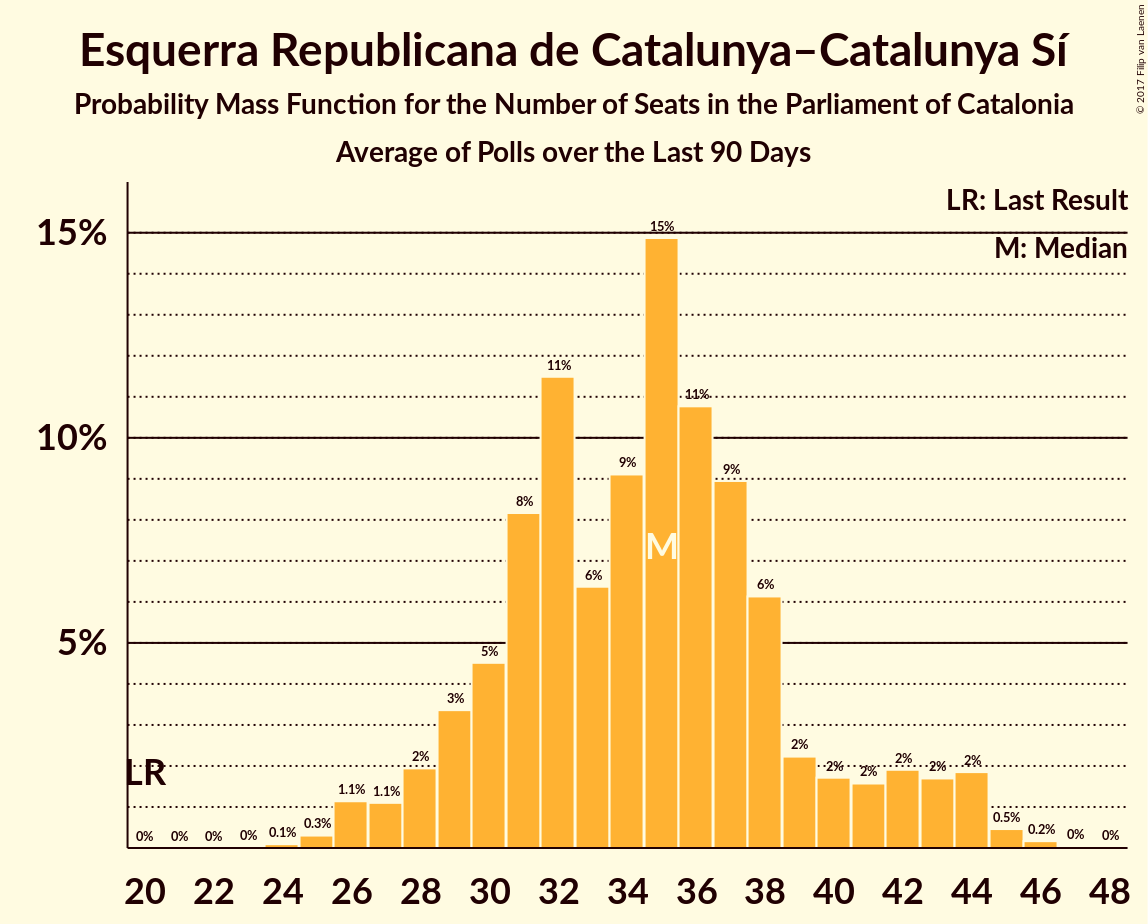 Esquerra Republicana de Catalunya–Catalunya Sí
Probability Mass Function for the Number of Seats in the Parliament of Catalonia
Average of Polls over the Last 90 Days
© 2017 Filip van Laenen
LR: Last Result
M: Median
15%
10%
5%
LR
M
0% 0% 0% 0% 0.1% 0.3% 1.1% 1.1% 2% 3% 5% 8% 11% 6% 9% 15% 11% 9% 6% 2% 2% 2% 2% 2% 2% 0.5% 0.2% 0% 0%
20 22 24 26 28 30 32 34 36 38 40 42 44 46 48